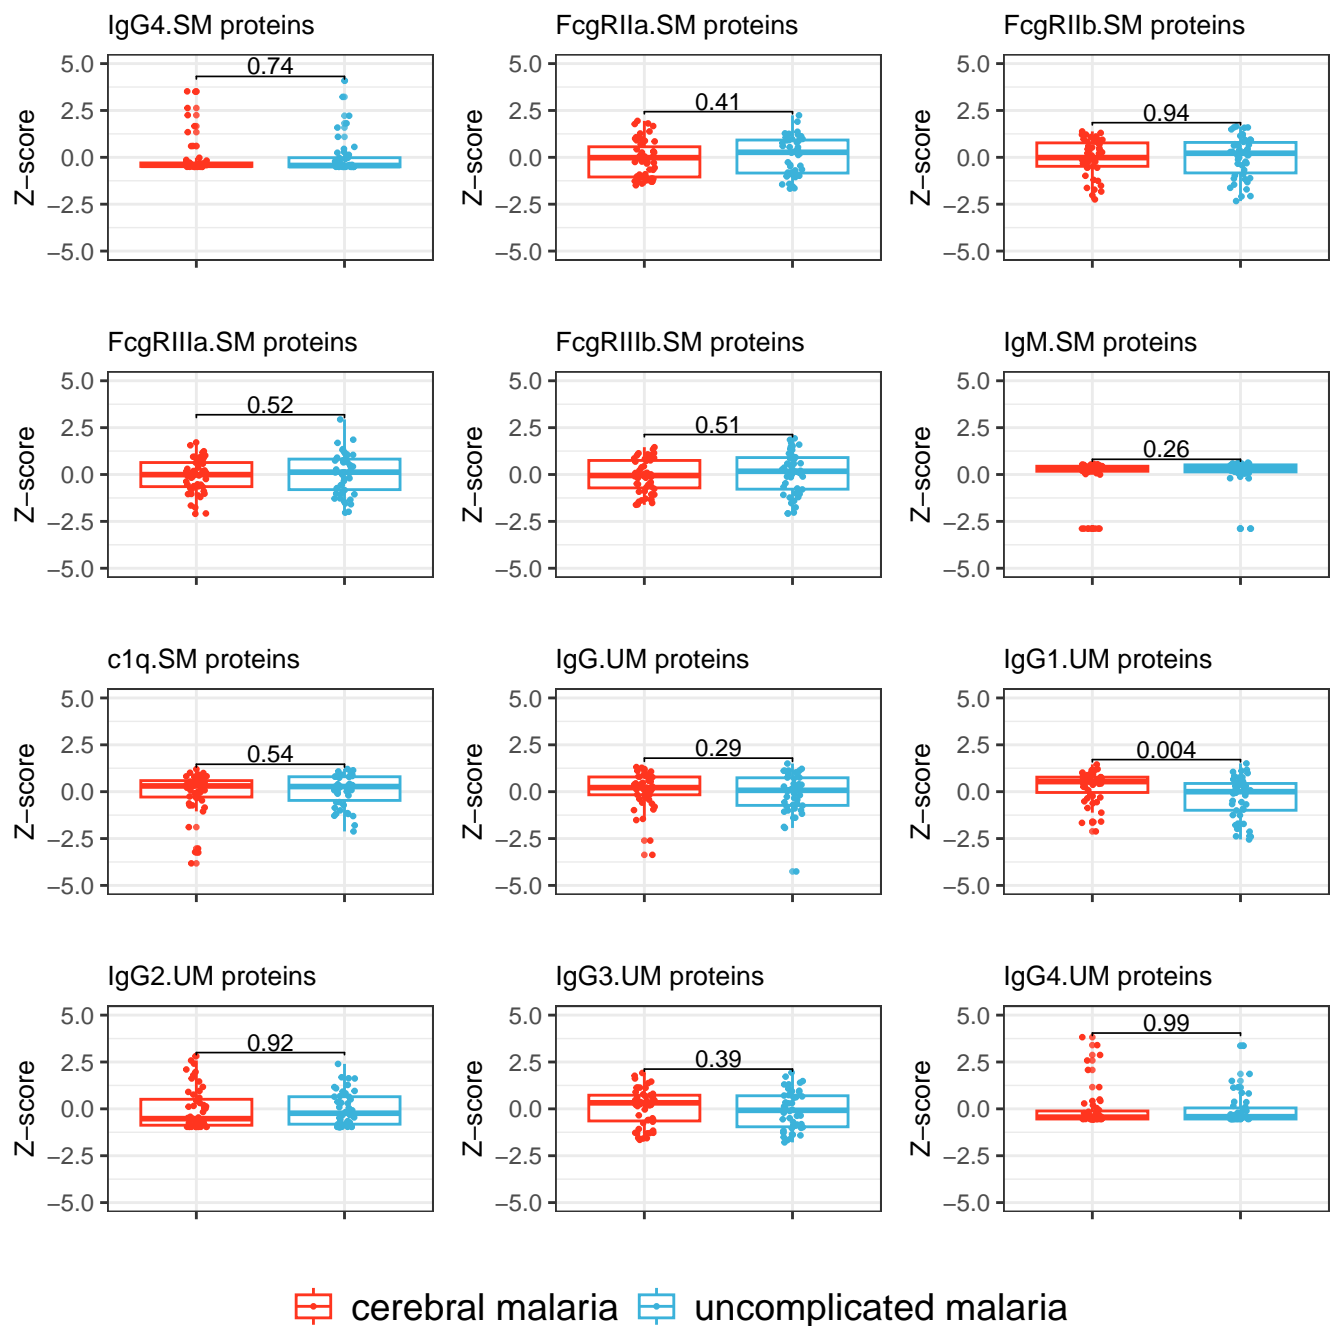 IgG4.SM proteins FcgRIIa.SM proteins FcgRIIb.SM proteins
5.0 0.74 5.0 5.0
2.5 2.5 0.41 2.5 0.94
Z−score 0.0 Z−score 0.0 Z−score 0.0
−2.5 −2.5 −2.5
−5.0 −5.0 −5.0
FcgRIIIa.SM proteins FcgRIIIb.SM proteins IgM.SM proteins
5.0 5.0 5.0
2.5 0.52 2.5 0.51 2.5 0.26
Z−score 0.0 Z−score 0.0 Z−score 0.0
−2.5 −2.5 −2.5
−5.0 −5.0 −5.0
c1q.SM proteins IgG.UM proteins IgG1.UM proteins
5.0 5.0 5.0
2.5 0.54 2.5 0.29 2.5 0.004
Z−score 0.0 Z−score 0.0 Z−score 0.0
−2.5 −2.5 −2.5
−5.0 −5.0 −5.0
IgG2.UM proteins IgG3.UM proteins IgG4.UM proteins
5.0 5.0 5.0 0.99
2.5 0.92 2.5 0.39 2.5
Z−score 0.0 Z−score 0.0 Z−score 0.0
−2.5 −2.5 −2.5
−5.0 −5.0 −5.0
cerebral malaria uncomplicated malaria